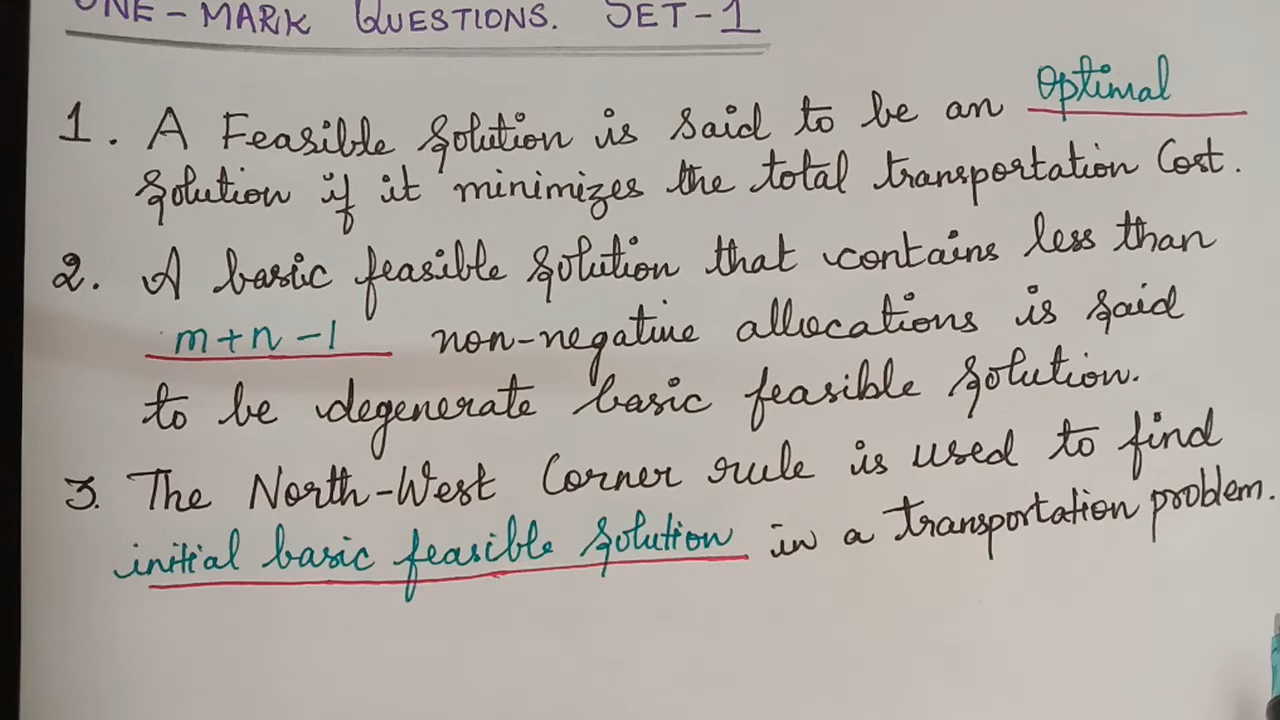 ONE-MARK QUESTIONS. SET-1
1. A Feasible Solution is said to be an Optimal
Solution if it minimizes the total transportation Cost.
2. A basic feasible Solution that contains less than
m+n-1 non-negative allocations is said
to be degenerate basic feasible Solution.
3. The North-West Corner rule is used to find
initial basic feasible Solution in a transportation problem.